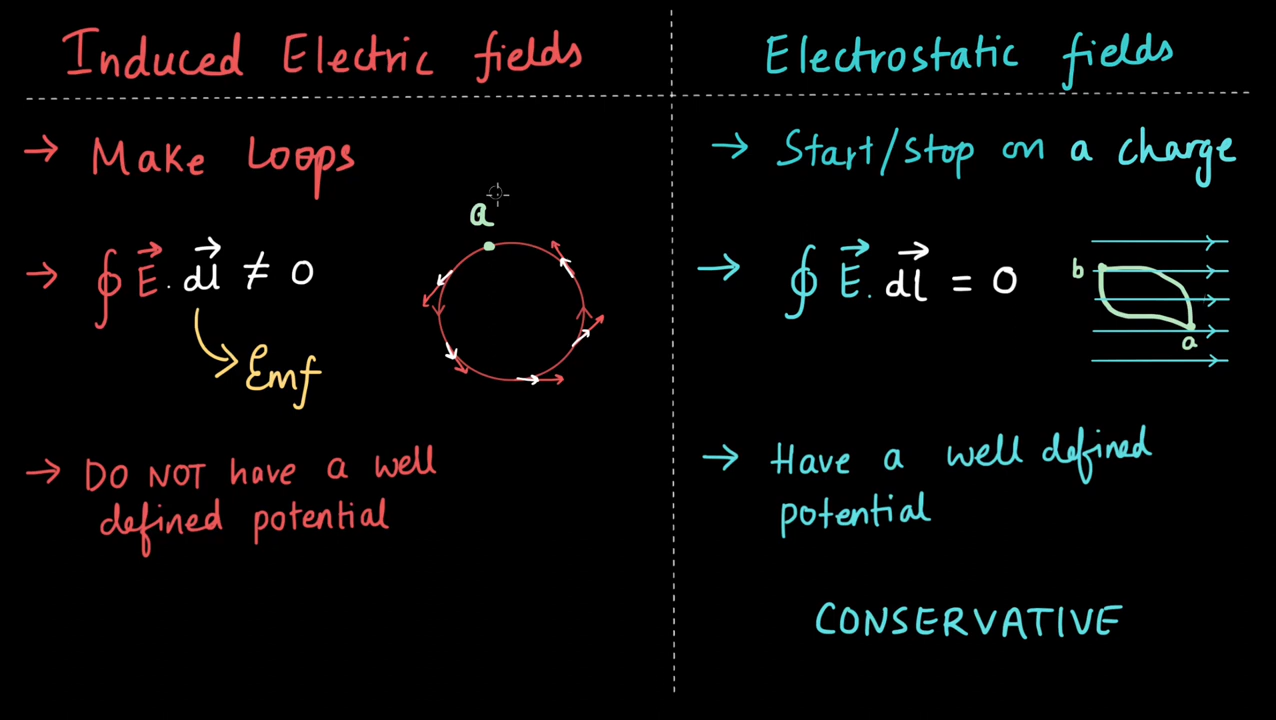 Induced Electric fields
→ Make Loops
a
→ ∮ E⃗ . dl⃗ ≠ 0
Emf
→ DO NOT have a well
defined potential
Electrostatic fields
→ Start/stop on a charge
→ ∮ E⃗ . dl⃗ = 0
b
a
→ Have a well defined
potential
CONSERVATIVE